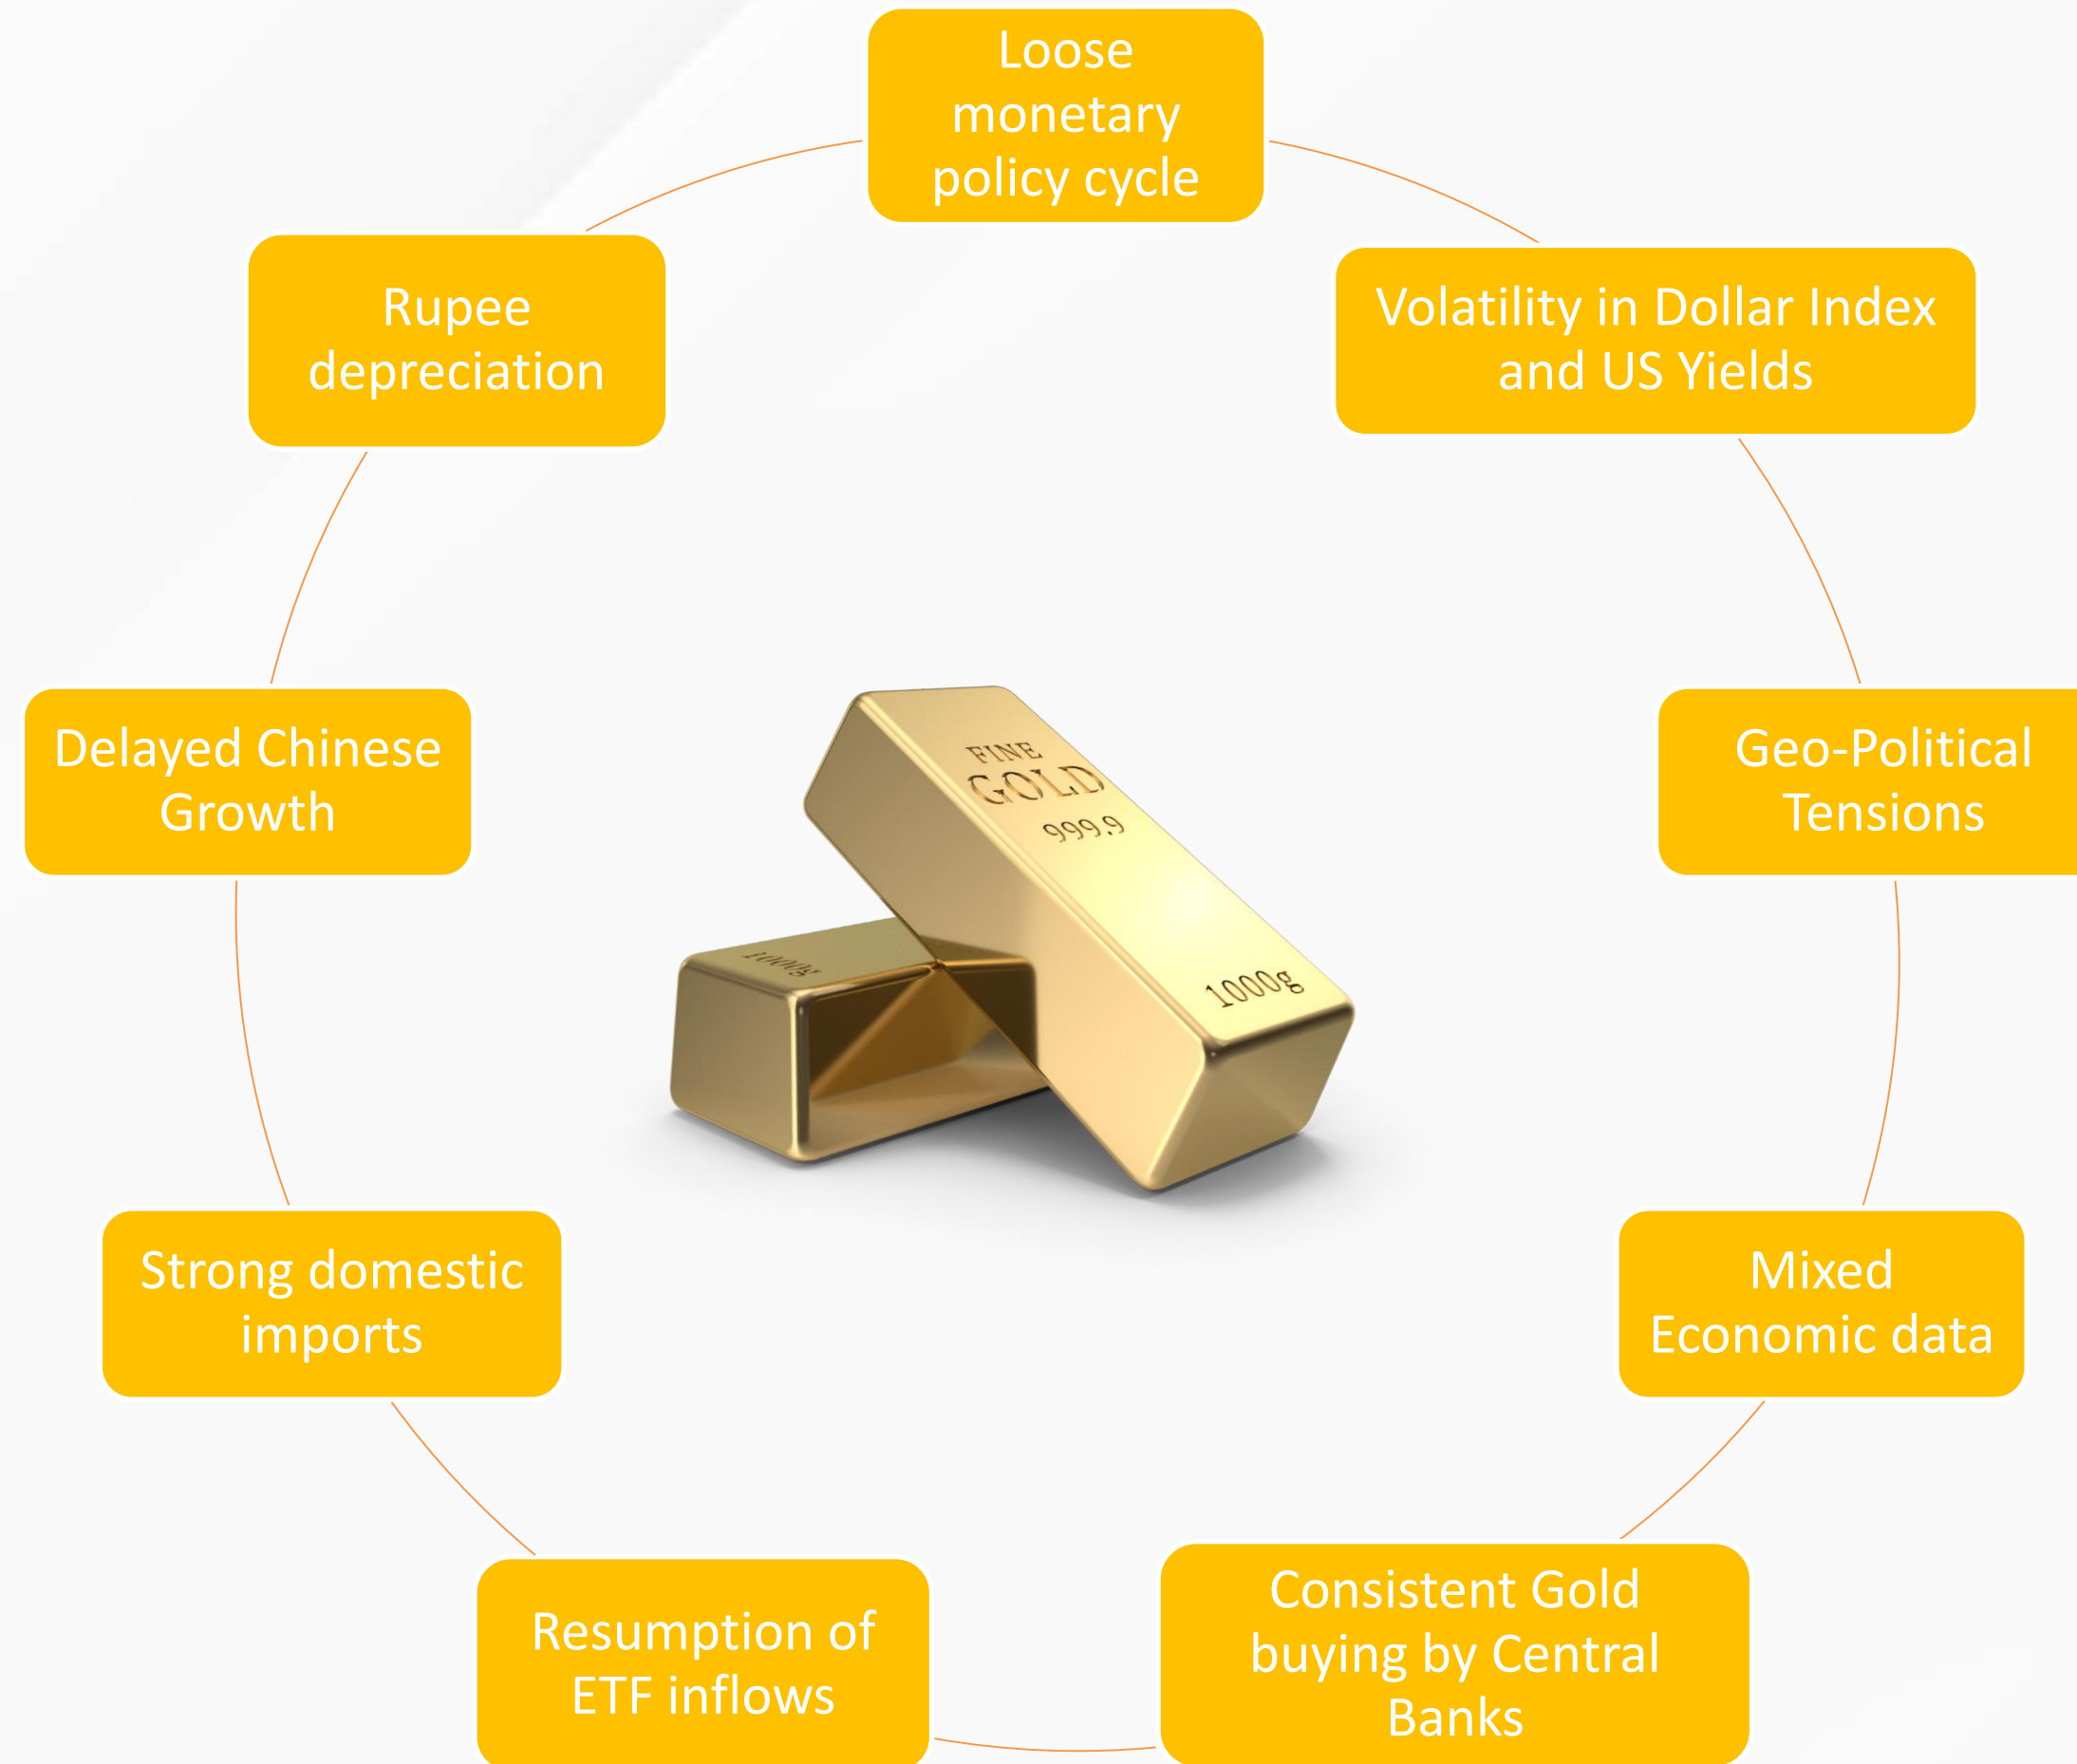 Loose
monetary
policy cycle
Volatility in Dollar Index
and US Yields
Geo-Political
Tensions
Mixed
Economic data
Consistent Gold
buying by Central
Banks
Resumption of
ETF inflows
Strong domestic
imports
Delayed Chinese
Growth
Rupee
depreciation
FINE
GOLD
999.9
1000g
1000g